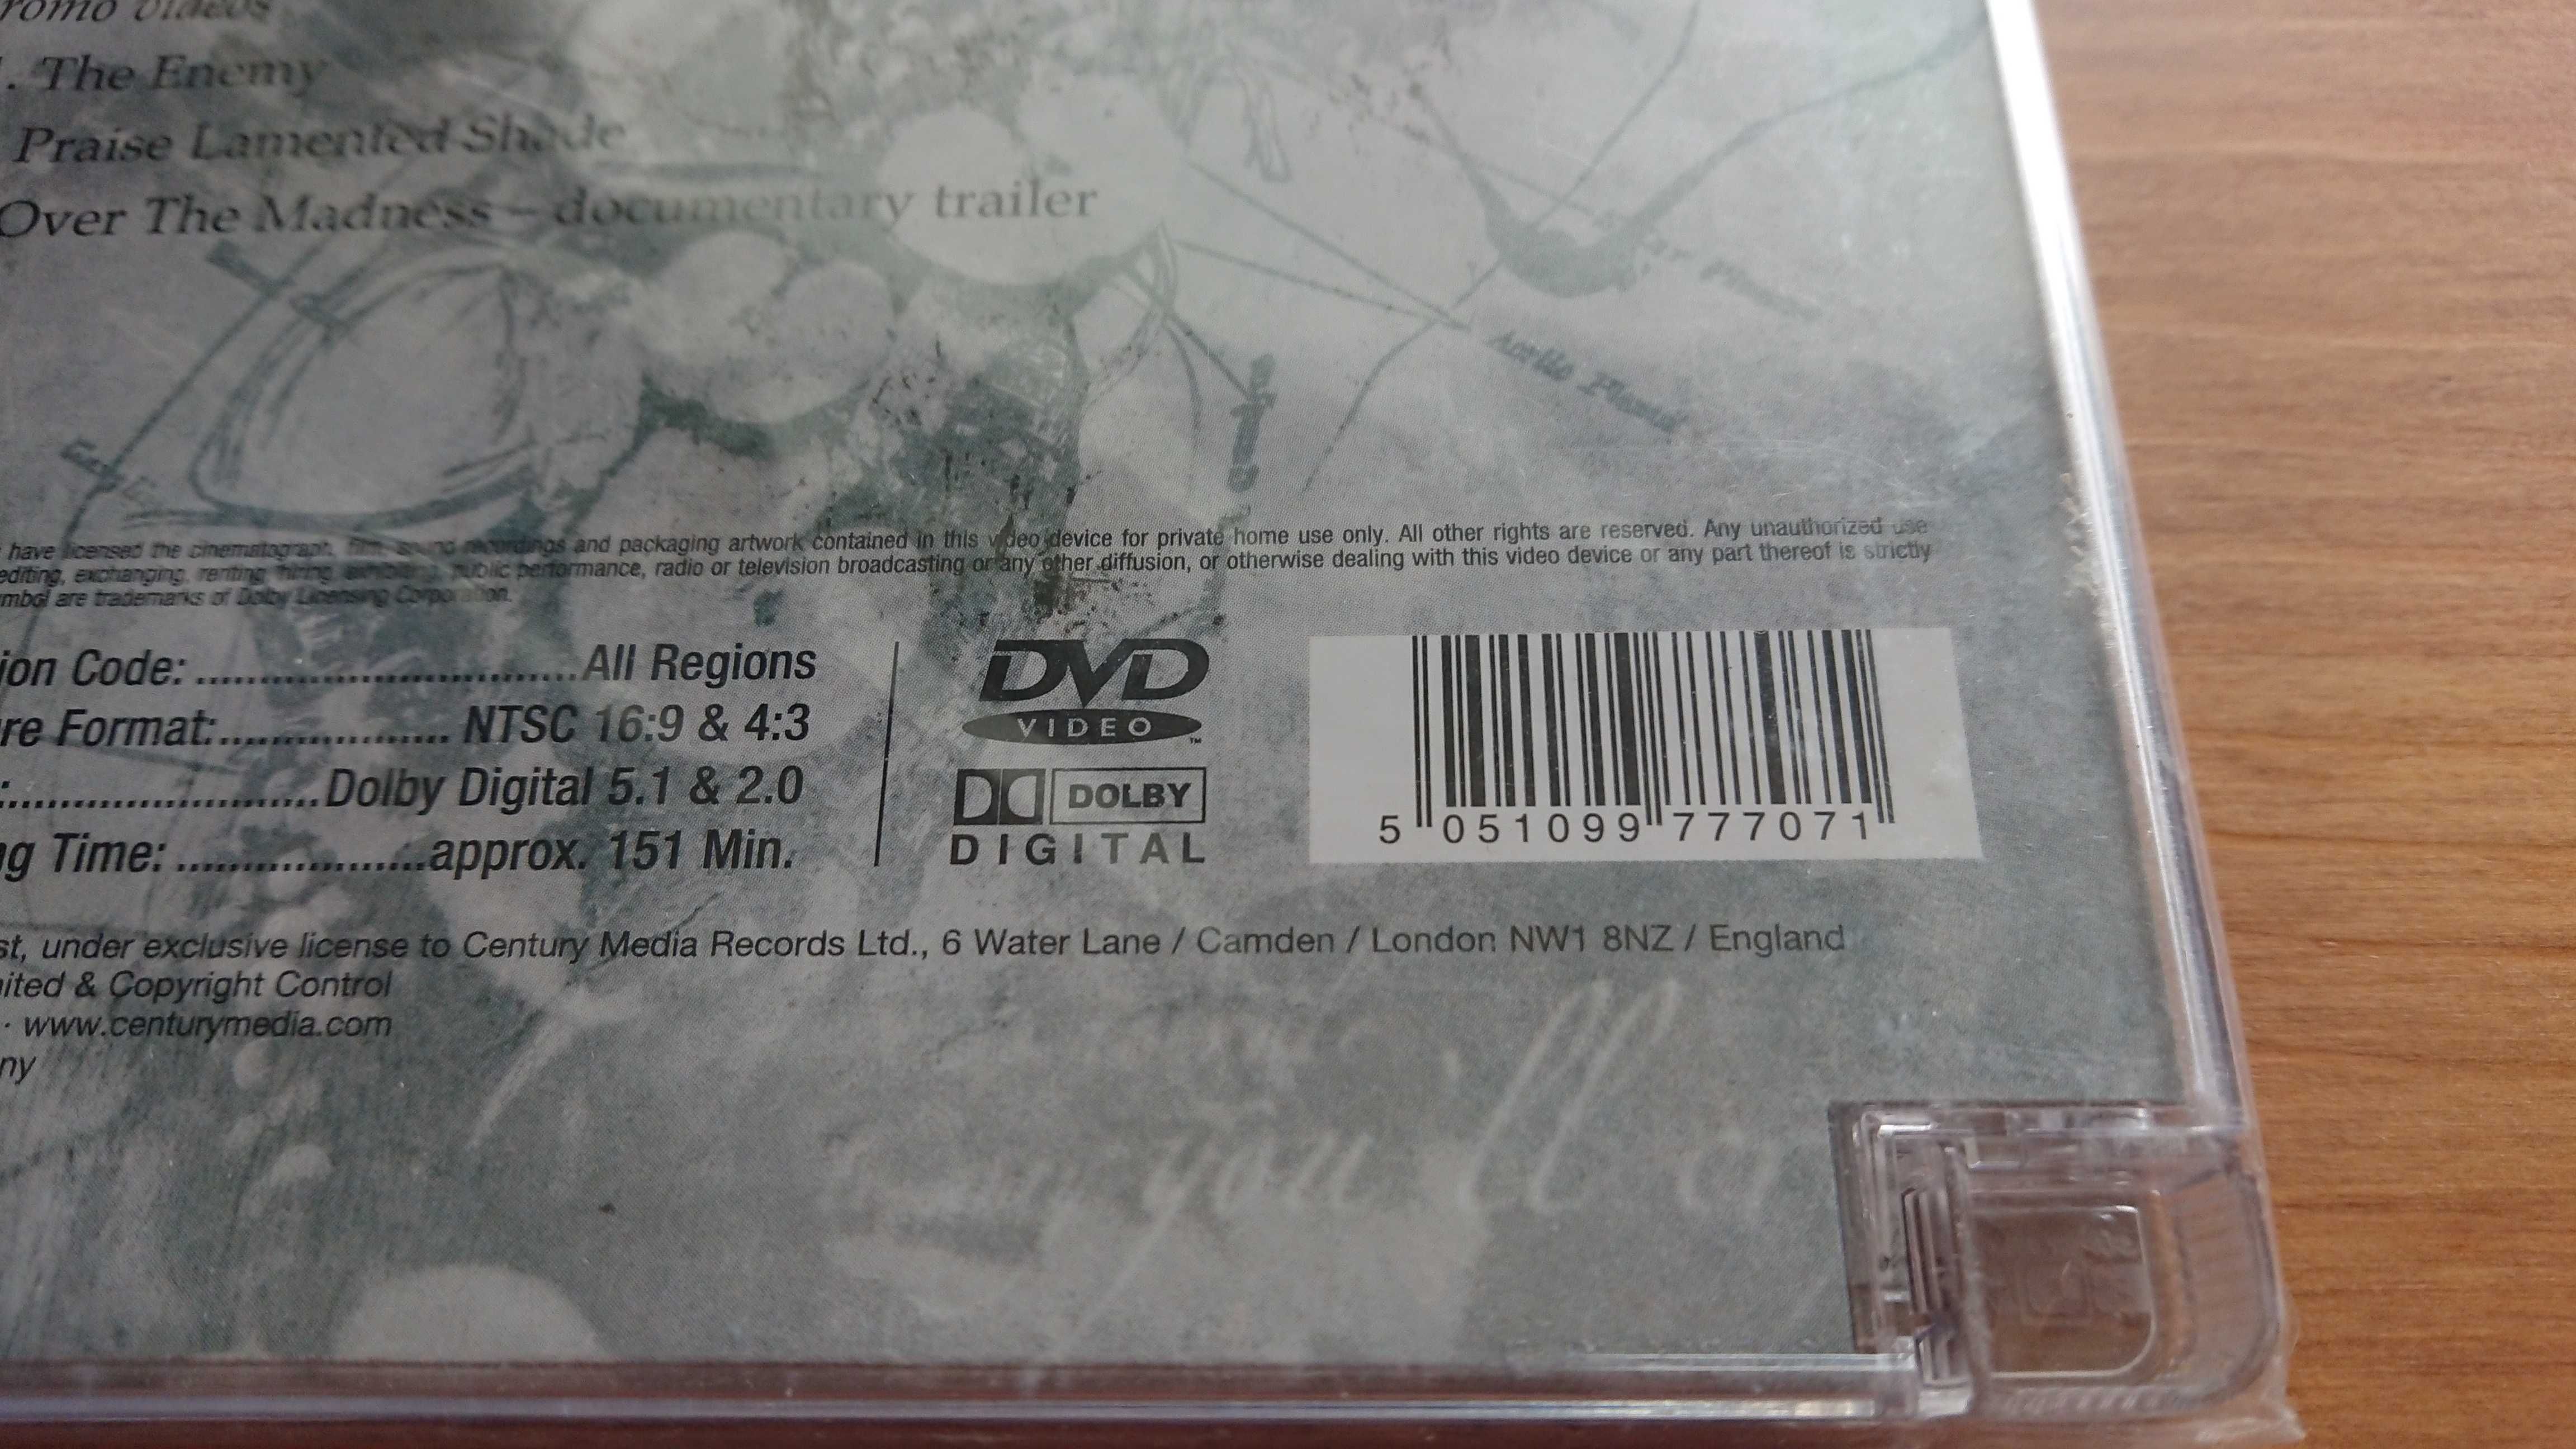 romo videos
. The Enemy
Praise Lamented Shade
Over The Madness – documentary trailer
have licensed the cinematograph, film, sound recordings and packaging artwork contained in this video device for private home use only. All other rights are reserved. Any unauthorized use
editing, exchanging, renting, hiring, exhibiting, public performance, radio or television broadcasting or any other diffusion, or otherwise dealing with this video device or any part thereof is strictly
mbol are trademarks of Dolby Licensing Corporation.
ion Code: ..............................All Regions
re Format:.................. NTSC 16:9 & 4:3
:........................Dolby Digital 5.1 & 2.0
ng Time: ...................approx. 151 Min.
DVD
VIDEO
TM
DOLBY
DIGITAL
5 051099 777071
st, under exclusive license to Century Media Records Ltd., 6 Water Lane / Camden / London NW1 8NZ / England
ited & Copyright Control
· www.centurymedia.com
ny
you'll